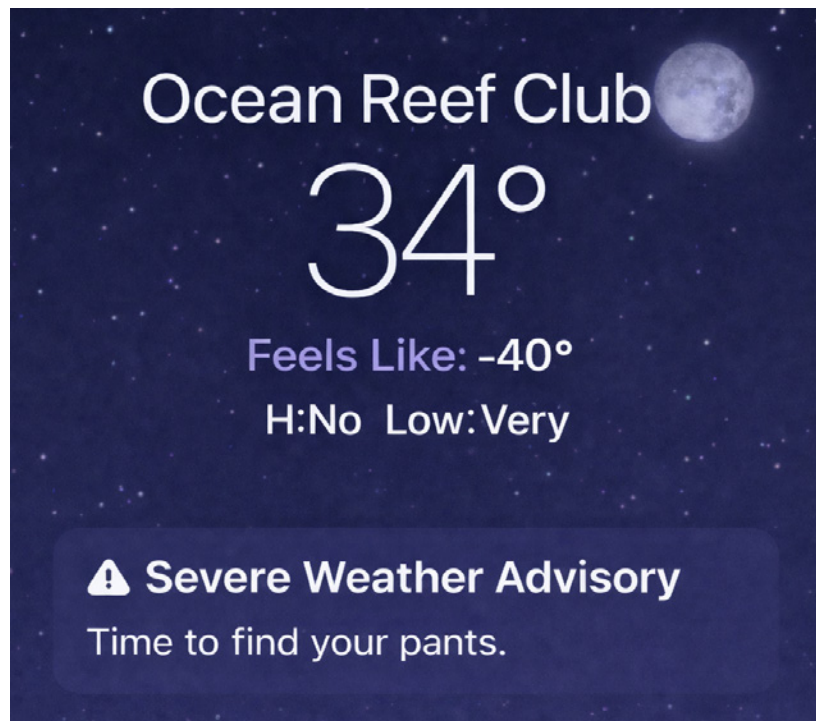 Ocean Reef Club
34°
Feels Like: -40°
H:No Low:Very
Severe Weather Advisory
Time to find your pants.